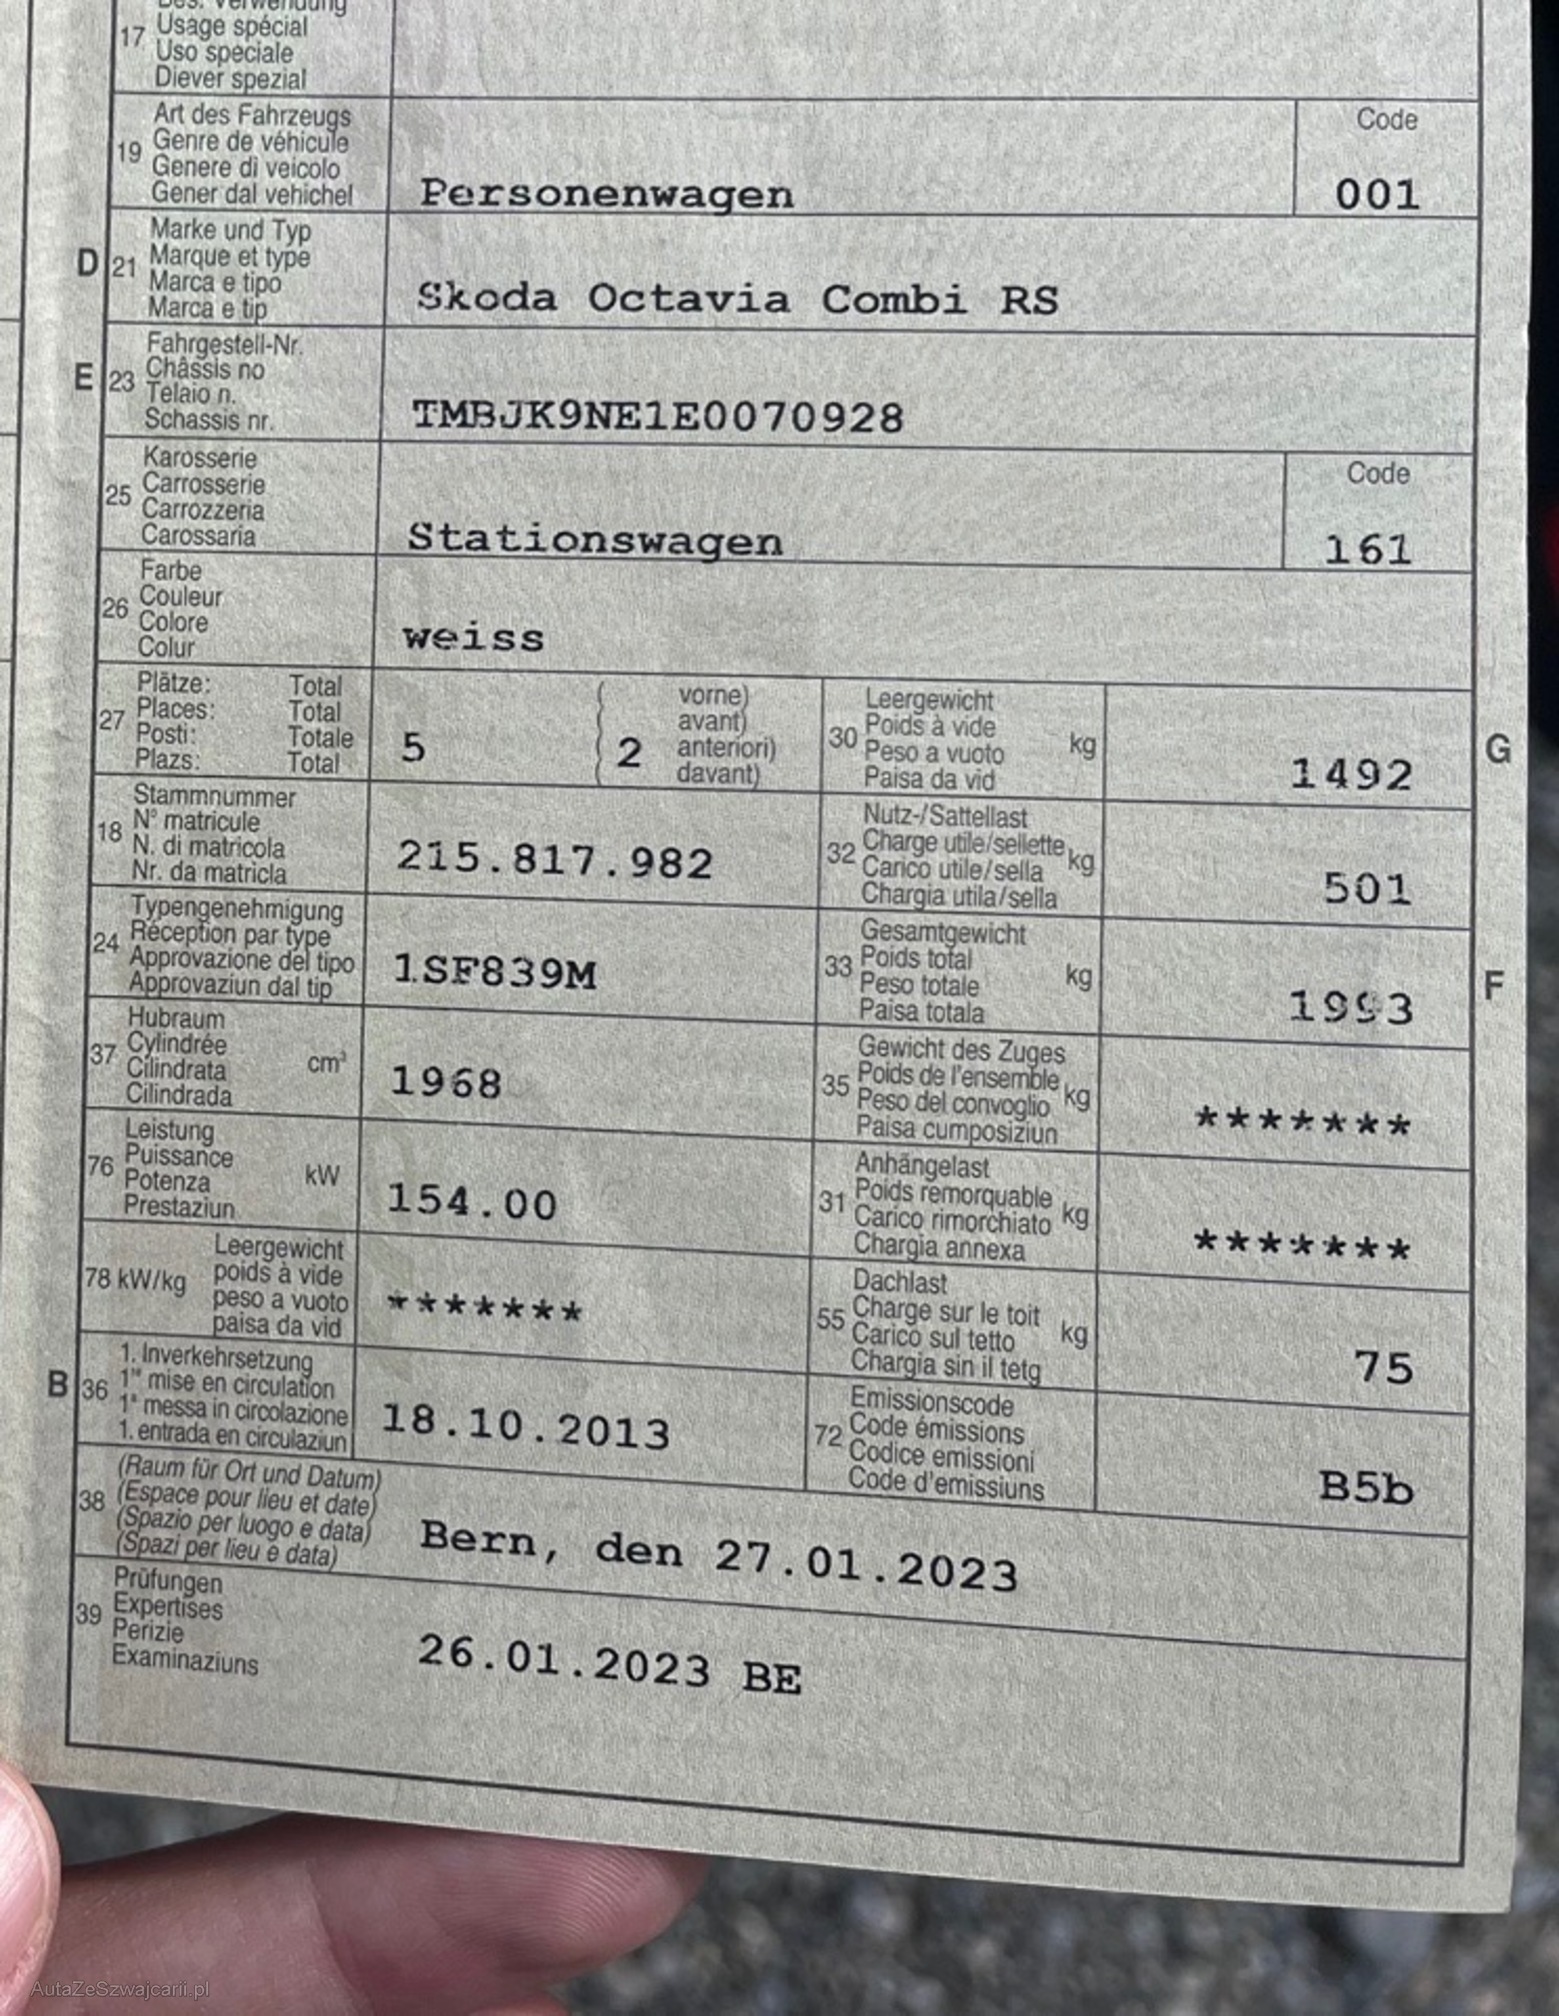 Bes. Verwendung
17 Usage spécial
Uso speciale
Diever spezial
Art des Fahrzeugs
19 Genre de véhicule
Genere di veicolo
Gener dal vehichel
Personenwagen
Code
001
D 21 Marke und Typ
Marque et type
Marca e tipo
Marca e tip
Skoda Octavia Combi RS
E 23 Fahrgestell-Nr.
Châssis no
Telaio n.
Schassis nr.
TMBJK9NE1E0070928
25 Karosserie
Carrosserie
Carrozzeria
Carossaria
Stationswagen
Code
161
26 Farbe
Couleur
Colore
Colur
weiss
27 Plätze: Total
Places: Total
Posti: Totale
Plazs: Total
5 ( 2 vorne)
avant)
anteriori)
davant)
30 Leergewicht
Poids à vide
Peso a vuoto
Paisa da vid
kg
1492
G
18 Stammnummer
N° matricule
N. di matricola
Nr. da matricla
215.817.982
32 Nutz-/Sattellast
Charge utile/sellette
Carico utile/sella
Chargia utila/sella
kg
501
24 Typengenehmigung
Réception par type
Approvazione del tipo
Approvaziun dal tip
1SF839M
33 Gesamtgewicht
Poids total
Peso totale
Paisa totala
kg
1993
F
37 Hubraum
Cylindrée
Cilindrata
Cilindrada
cm³
1968
35 Gewicht des Zuges
Poids de l'ensemble
Peso del convoglio
Paisa cumposiziun
kg
*******
76 Leistung
Puissance
Potenza
Prestaziun
kW
154.00
31 Anhängelast
Poids remorquable
Carico rimorchiato
Chargia annexa
kg
*******
78 kW/kg Leergewicht
poids à vide
peso a vuoto
paisa da vid
*******
55 Dachlast
Charge sur le toit
Carico sul tetto
Chargia sin il tetg
kg
75
B 36 1. Inverkehrsetzung
1re mise en circulation
1a messa in circolazione
1. entrada en circulaziun
18.10.2013
72 Emissionscode
Code émissions
Codice emissioni
Code d'emissiuns
B5b
38 (Raum für Ort und Datum)
(Espace pour lieu et date)
(Spazio per luogo e data)
(Spazi per lieu e data)
Bern, den 27.01.2023
39 Prüfungen
Expertises
Perizie
Examinaziuns
26.01.2023 BE
AutaZeSzwajcarii.pl